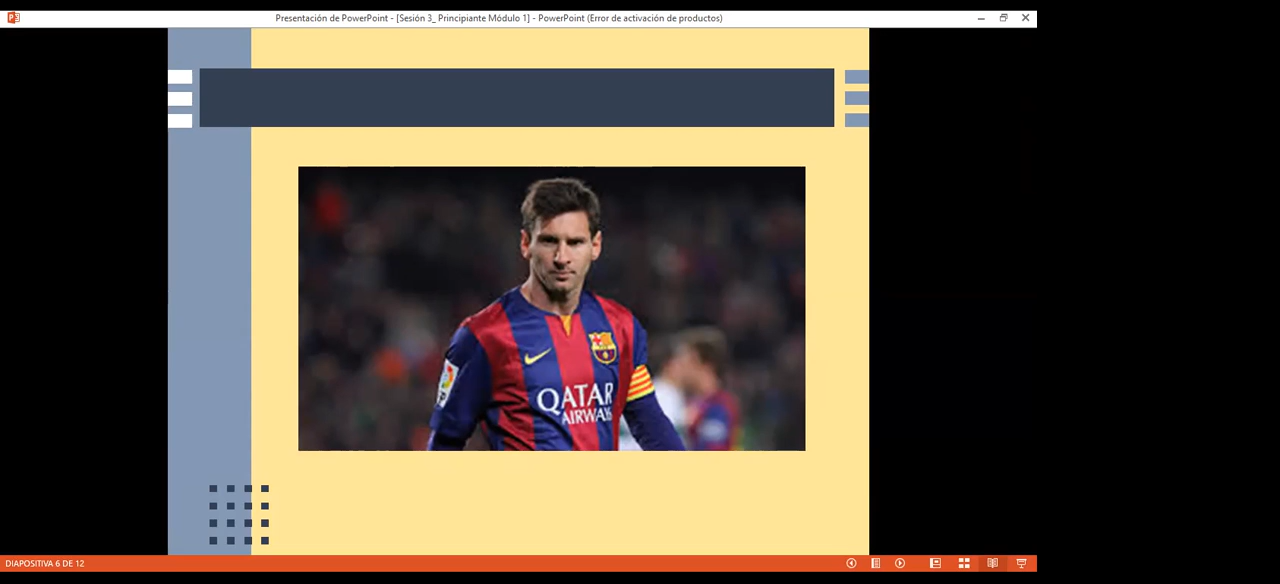 Presentación de PowerPoint - [Sesión 3_ Principiante Módulo 1] - PowerPoint (Error de activación de productos)
QATAR
AIRWAYS
DIAPOSITIVA 6 DE 12